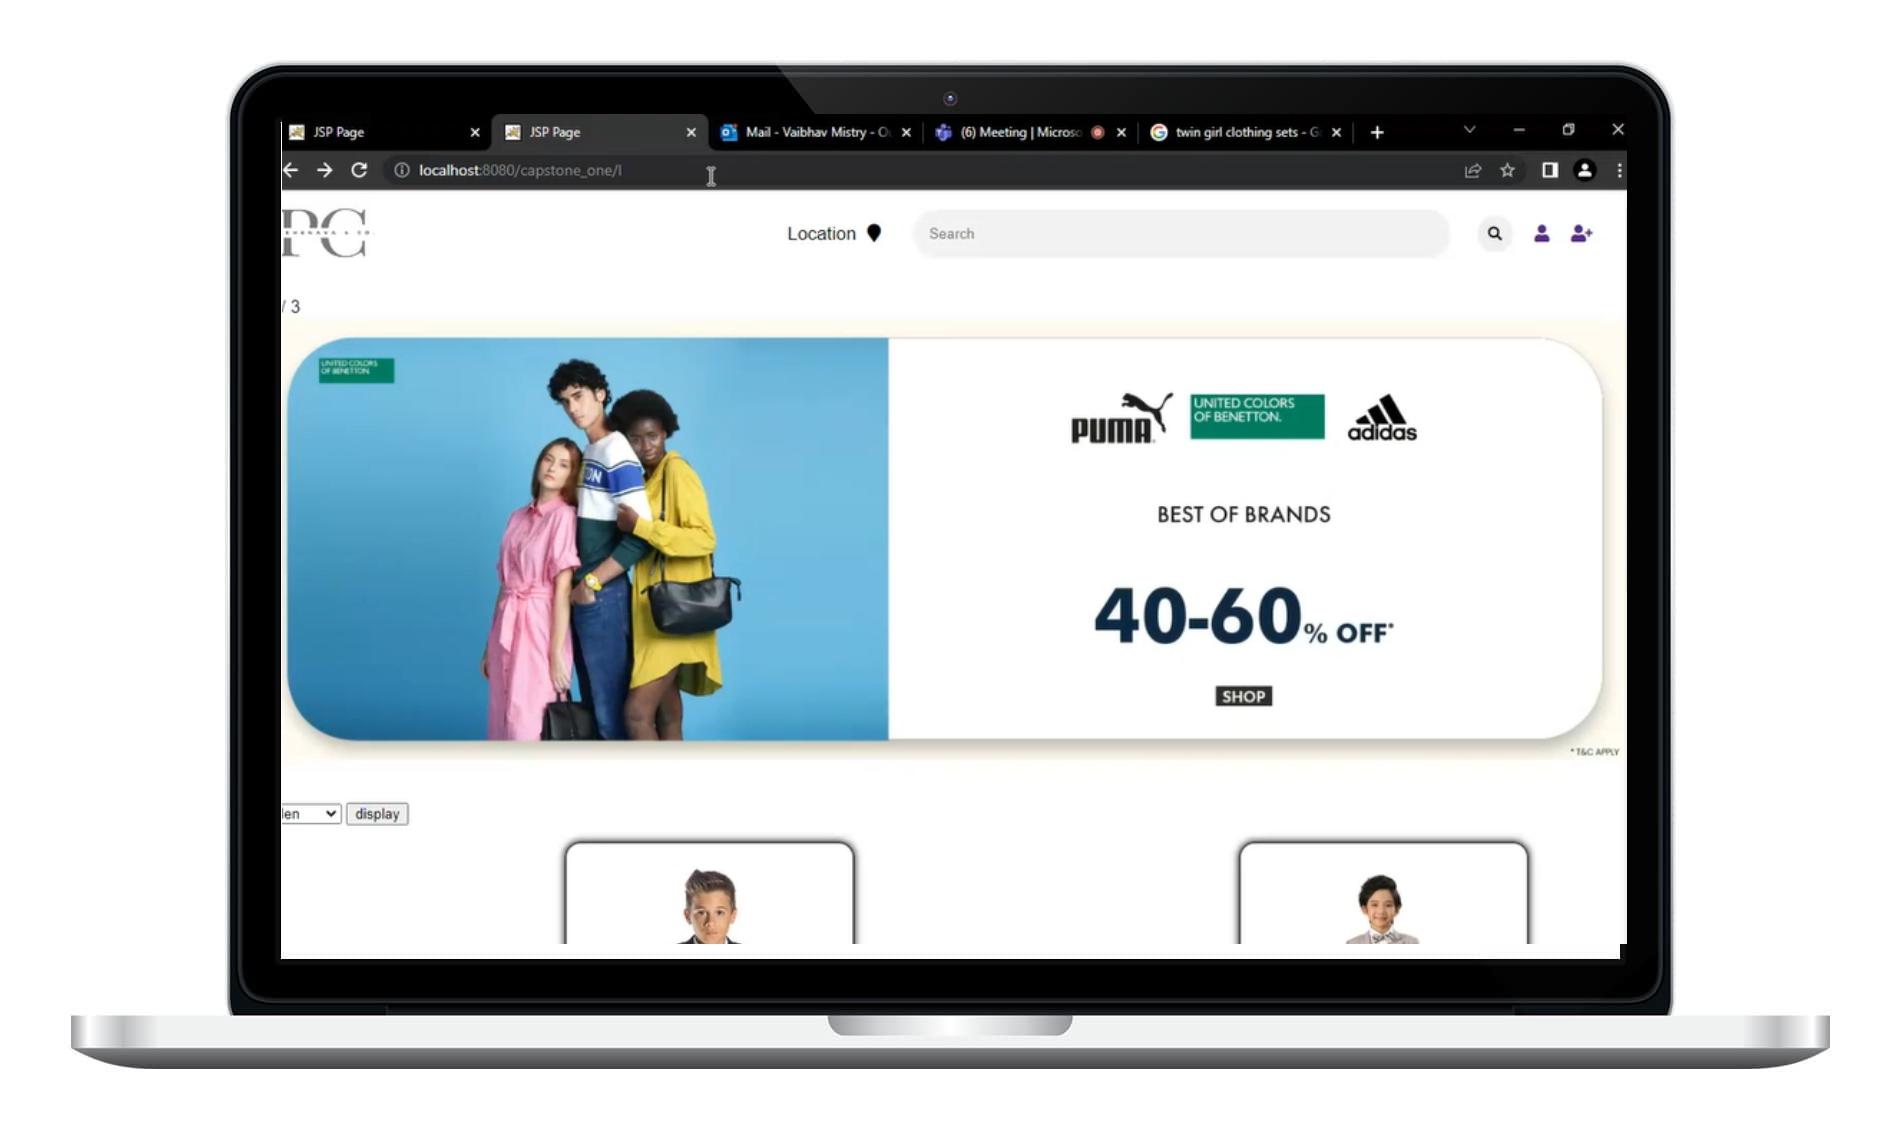 JSP Page
JSP Page
Mail - Vaibhav Mistry - O
(6) Meeting | Microso
twin girl clothing sets - G
localhost:8080/capstone_one/l
PC
& CO.
Location
Search
/ 3
UNITED COLORS
OF BENETTON.
PUMA
UNITED COLORS
OF BENETTON.
adidas
BEST OF BRANDS
40-60% OFF*
SHOP
* T&C APPLY
len
display